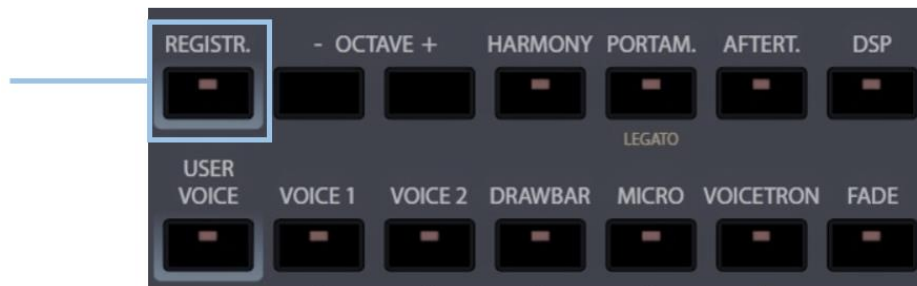 REGISTR. - OCTAVE + HARMONY PORTAM. AFTERT. DSP
LEGATO
USER
VOICE VOICE 1 VOICE 2 DRAWBAR MICRO VOICETRON FADE